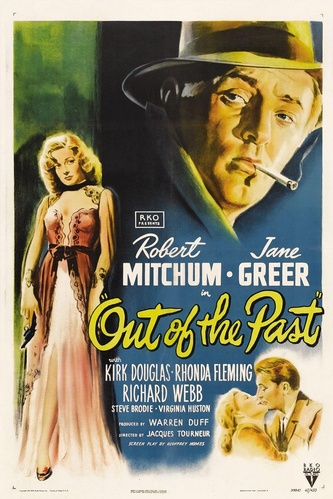 RKO
RADIO
PRESENTS
Robert Jane
MITCHUM · GREER
in
"Out of the Past"
with
KIRK DOUGLAS · RHONDA FLEMING
RICHARD WEBB
STEVE BRODIE · VIRGINIA HUSTON
PRODUCED BY WARREN DUFF
DIRECTED BY JACQUES TOURNEUR
SCREEN PLAY BY GEOFFREY HOMES
RKO
RADIO